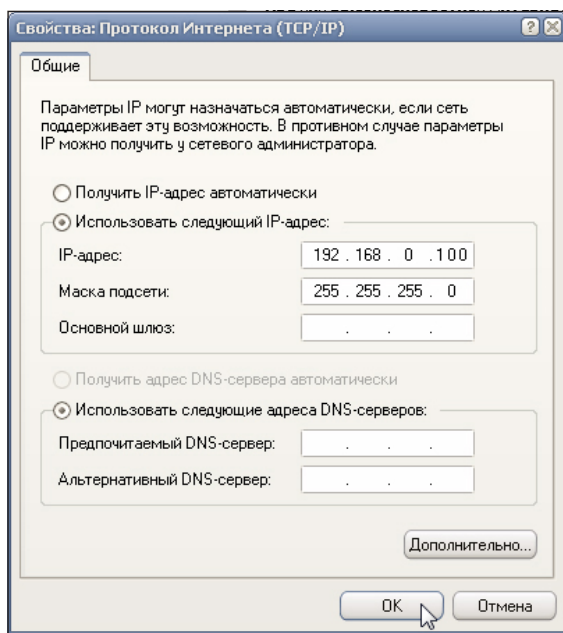 Свойства: Протокол Интернета (TCP/IP)
Общие
Параметры IP могут назначаться автоматически, если сеть
поддерживает эту возможность. В противном случае параметры
IP можно получить у сетевого администратора.
Получить IP-адрес автоматически
Использовать следующий IP-адрес:
IP-адрес: 192 . 168 . 0 . 100
Маска подсети: 255 . 255 . 255 . 0
Основной шлюз: . . .
Получить адрес DNS-сервера автоматически
Использовать следующие адреса DNS-серверов:
Предпочитаемый DNS-сервер: . . .
Альтернативный DNS-сервер: . . .
Дополнительно...
OK Отмена